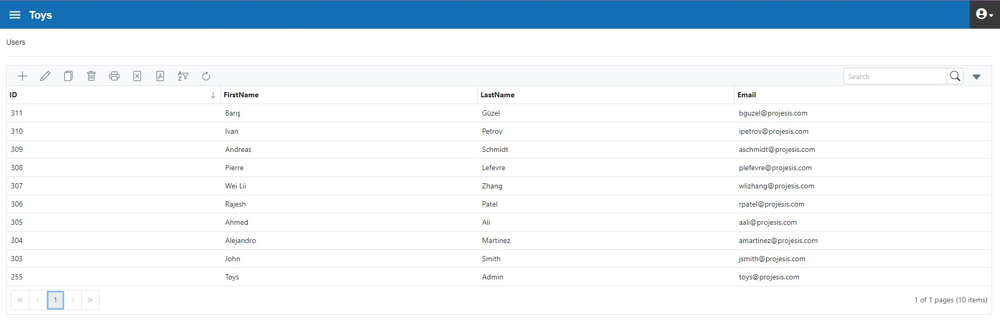 Toys
Users
Search
ID FirstName LastName Email
311 Barış Güzel bguzel@projesis.com
310 Ivan Petrov ipetrov@projesis.com
309 Andreas Schmidt aschmidt@projesis.com
308 Pierre Lefevre plefevre@projesis.com
307 Wei Lii Zhang wlizhang@projesis.com
306 Rajesh Patel rpatel@projesis.com
305 Ahmed Ali aali@projesis.com
304 Alejandro Martinez amartinez@projesis.com
303 John Smith jsmith@projesis.com
255 Toys Admin toys@projesis.com
1 1 of 1 pages (10 items)